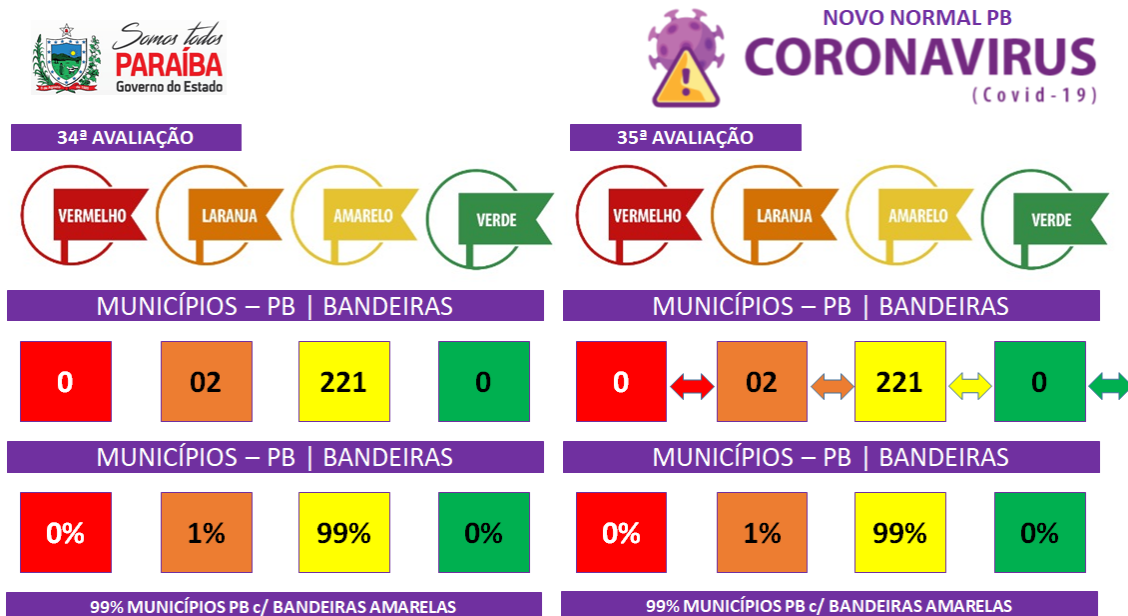 Somos todos
PARAÍBA
Governo do Estado
NOVO NORMAL PB
CORONAVIRUS
(Covid-19)
34ª AVALIAÇÃO
VERMELHO
LARANJA
AMARELO
VERDE
MUNICÍPIOS – PB | BANDEIRAS
0
02
221
0
MUNICÍPIOS – PB | BANDEIRAS
0%
1%
99%
0%
99% MUNICÍPIOS PB c/ BANDEIRAS AMARELAS
35ª AVALIAÇÃO
VERMELHO
LARANJA
AMARELO
VERDE
MUNICÍPIOS – PB | BANDEIRAS
0
02
221
0
MUNICÍPIOS – PB | BANDEIRAS
0%
1%
99%
0%
99% MUNICÍPIOS PB c/ BANDEIRAS AMARELAS